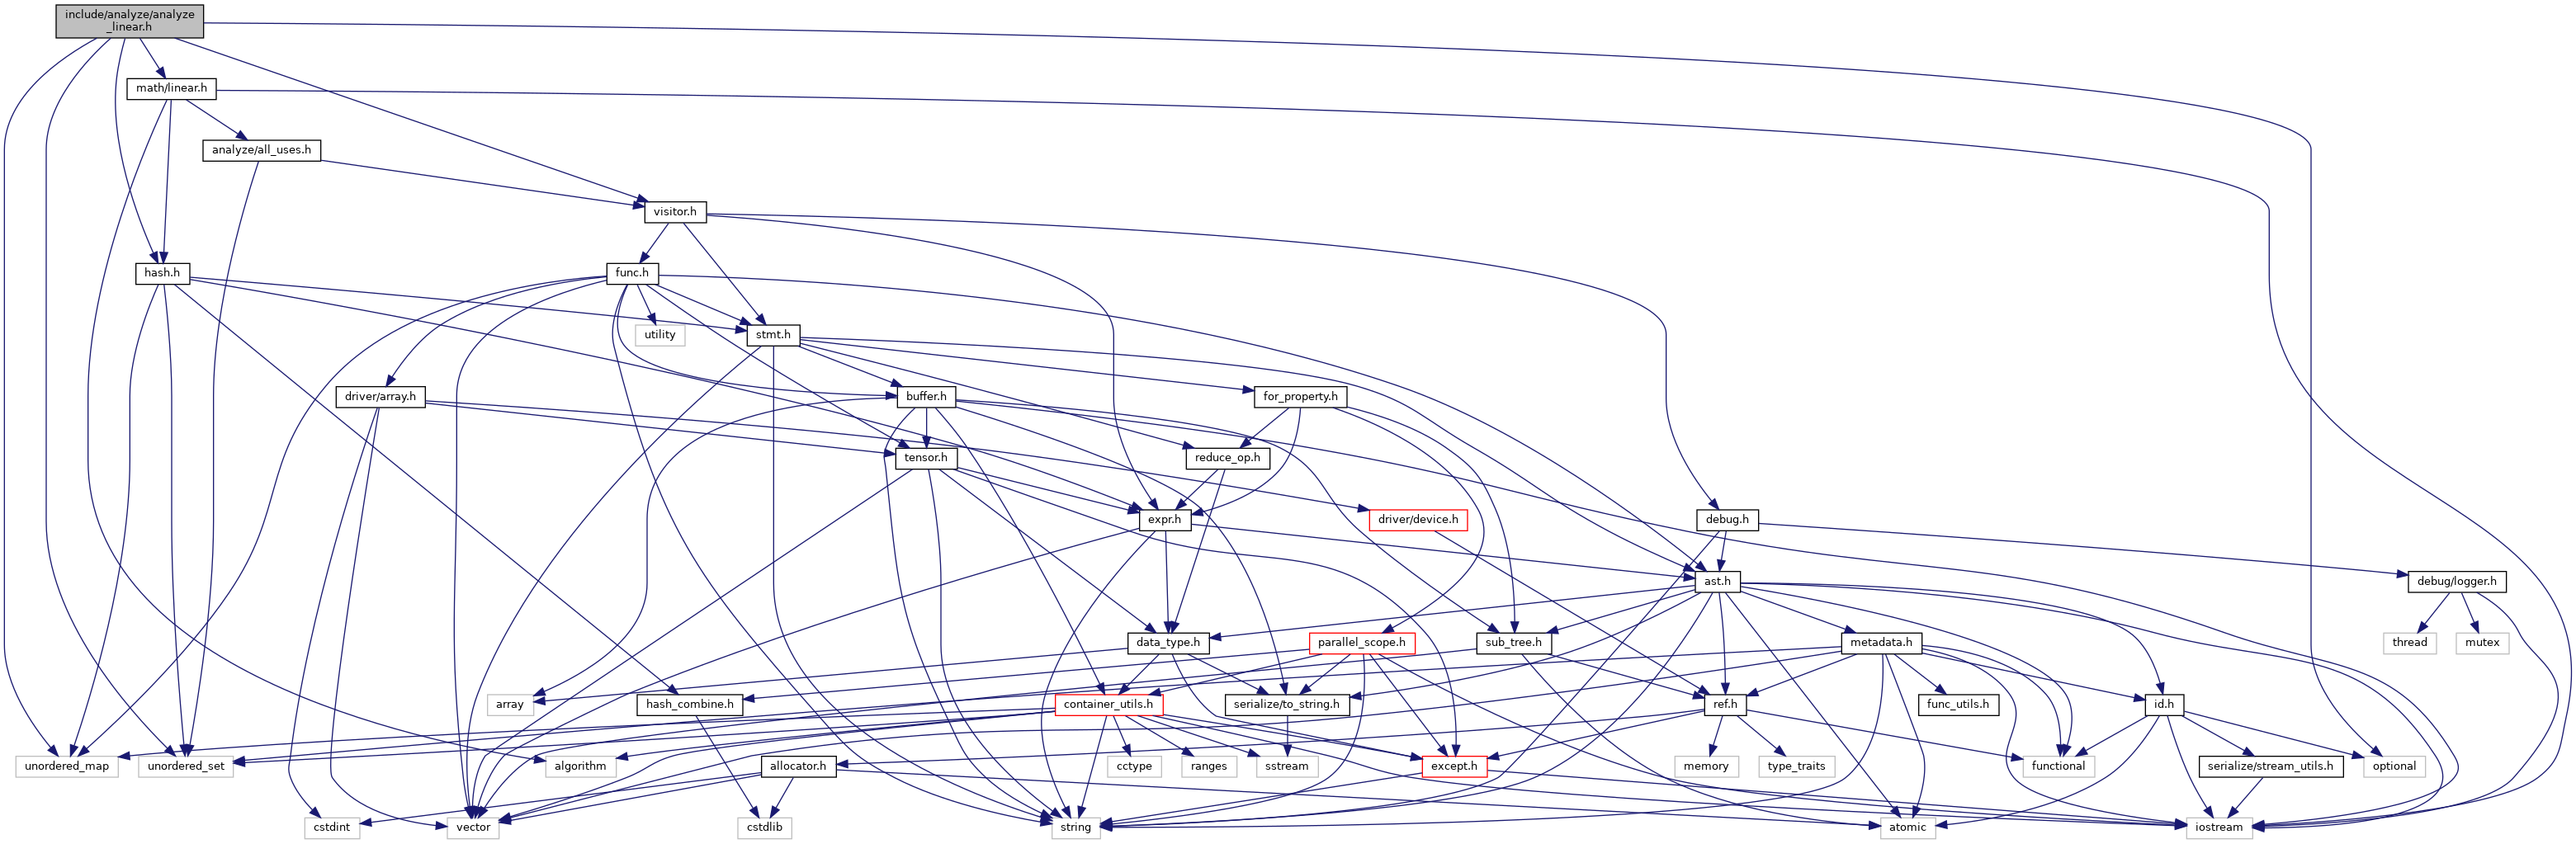 include/analyze/analyze
_linear.h
math/linear.h
analyze/all_uses.h
visitor.h
hash.h
func.h
utility
stmt.h
driver/array.h
buffer.h
for_property.h
tensor.h
reduce_op.h
expr.h
driver/device.h
debug.h
ast.h
debug/logger.h
data_type.h
parallel_scope.h
sub_tree.h
metadata.h
thread
mutex
array
hash_combine.h
container_utils.h
serialize/to_string.h
ref.h
func_utils.h
id.h
unordered_map
unordered_set
algorithm
allocator.h
cctype
ranges
sstream
except.h
memory
type_traits
functional
serialize/stream_utils.h
optional
cstdint
vector
cstdlib
string
atomic
iostream